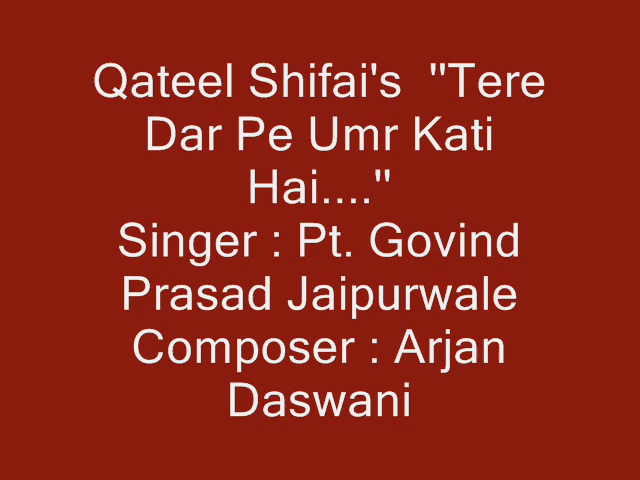 Qateel Shifai's  "Tere
Dar Pe Umr Kati
Hai...."
Singer : Pt. Govind
Prasad Jaipurwale
Composer : Arjan
Daswani